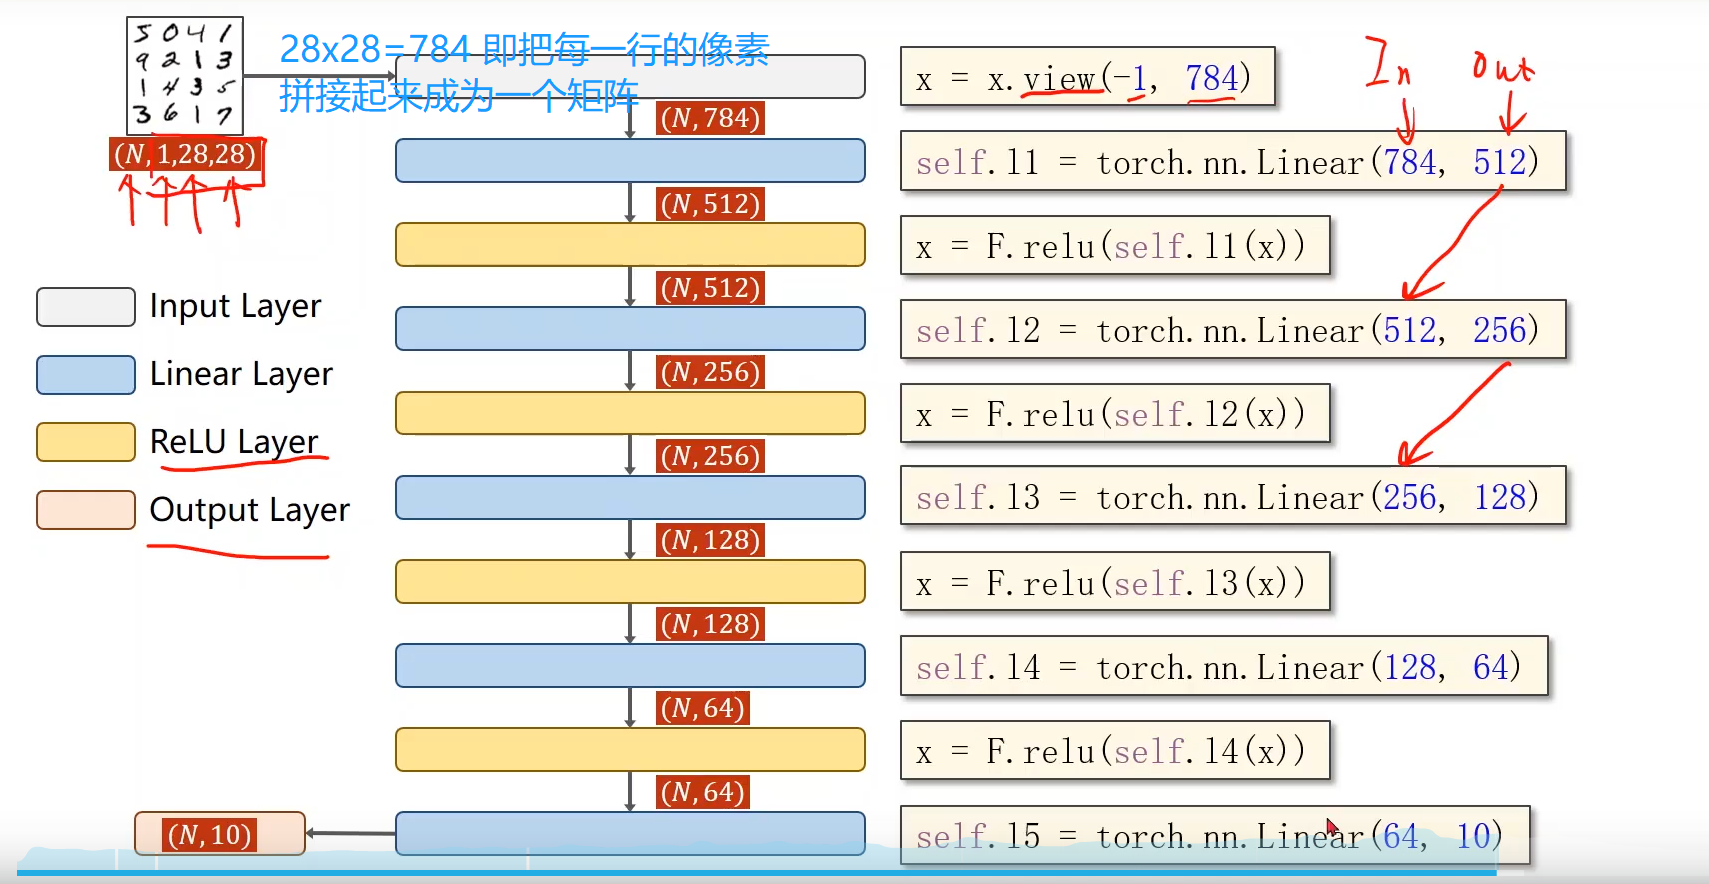 5 0 4 1
9 2 1 3
1 4 3 5
3 6 1 7
(N, 1,28,28)
28x28=784 即把每一行的像素
拼接起来成为一个矩阵
Input Layer
Linear Layer
ReLU Layer
Output Layer
(N, 784)
(N, 512)
(N, 512)
(N, 256)
(N, 256)
(N, 128)
(N, 128)
(N, 64)
(N, 64)
(N, 10)
In out
x = x.view(-1, 784)
self.l1 = torch.nn.Linear(784, 512)
x = F.relu(self.l1(x))
self.l2 = torch.nn.Linear(512, 256)
x = F.relu(self.l2(x))
self.l3 = torch.nn.Linear(256, 128)
x = F.relu(self.l3(x))
self.l4 = torch.nn.Linear(128, 64)
x = F.relu(self.l4(x))
self.l5 = torch.nn.Linear(64, 10)